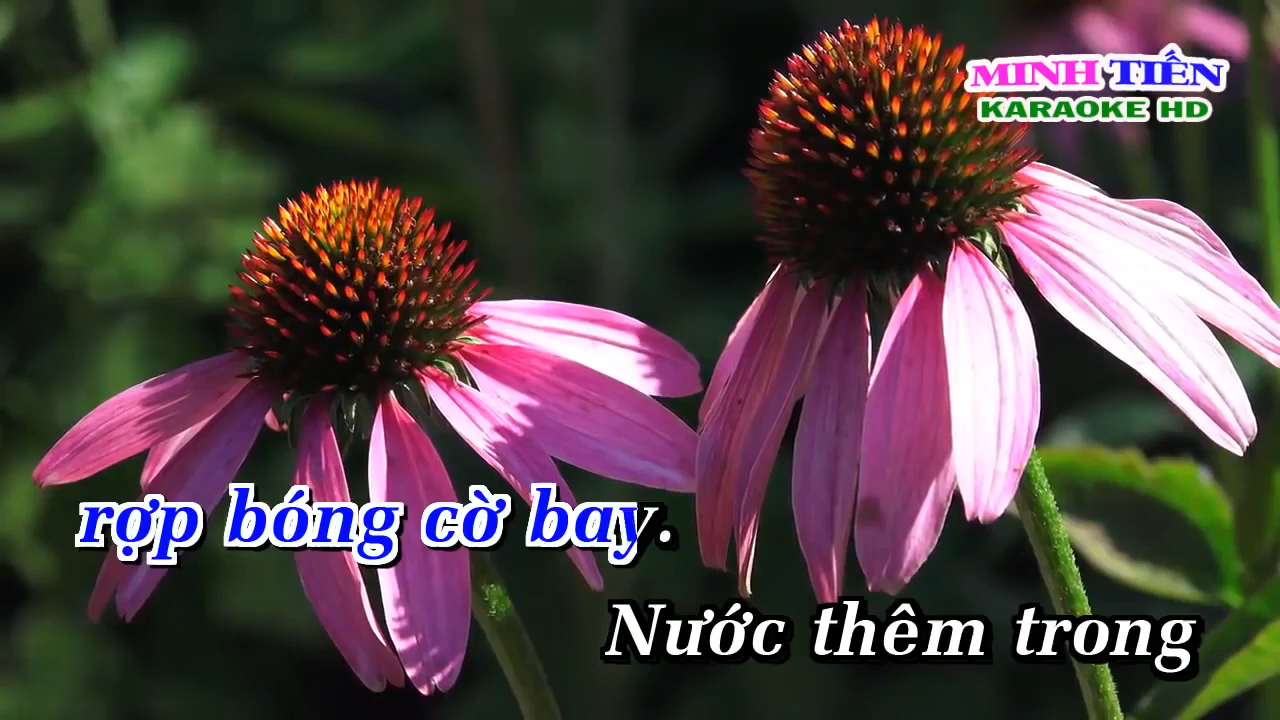 MINH TIẾN
KARAOKE HD
rợp bóng cờ bay.
Nước thêm trong